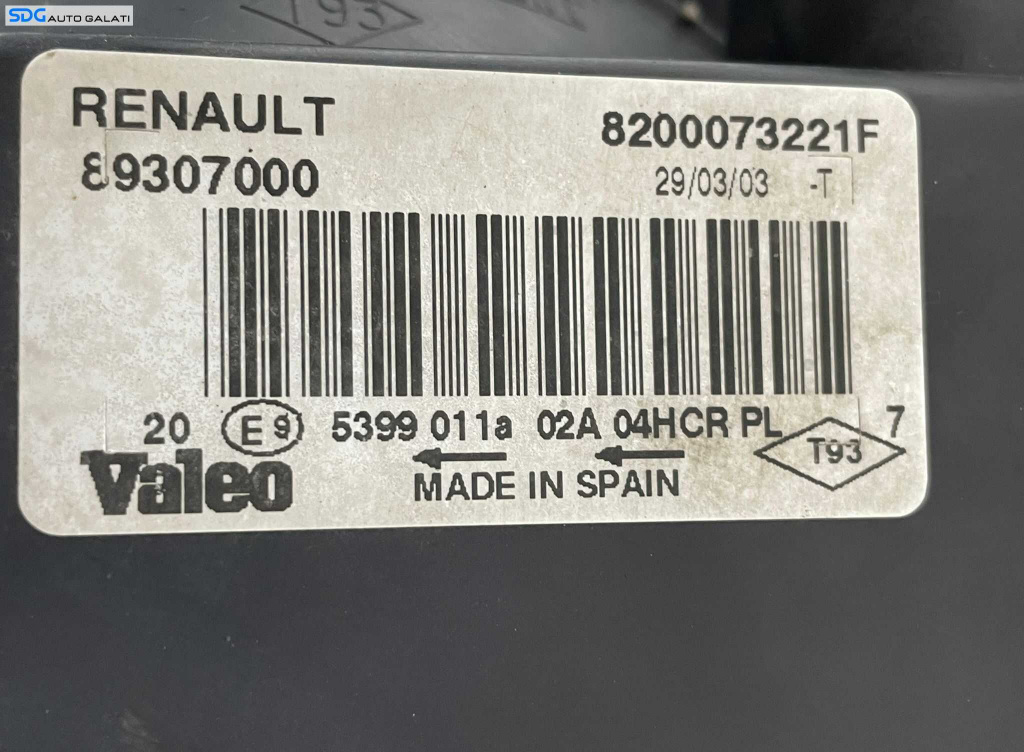 SDG AUTO GALATI
T93
RENAULT
8200073221F
89307000
29/03/03 -T
20 E9 5399 011a 02A 04HCR PL 7
T93
Valeo
MADE IN SPAIN